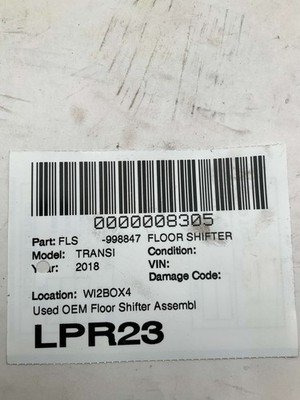 0000008305
Part: FLS -998847 FLOOR SHIFTER
Model: TRANSI Condition:
Year: 2018 VIN:
Damage Code:
Location: WI2BOX4
Used OEM Floor Shifter Assembl
LPR23